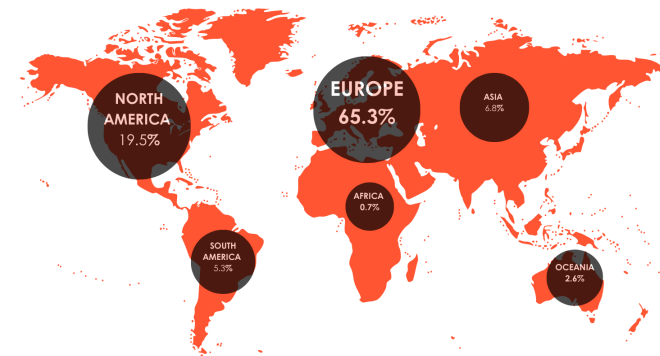 NORTH
AMERICA
19.5%
EUROPE
65.3%
ASIA
6.8%
AFRICA
0.7%
SOUTH
AMERICA
5.3%
OCEANIA
2.6%